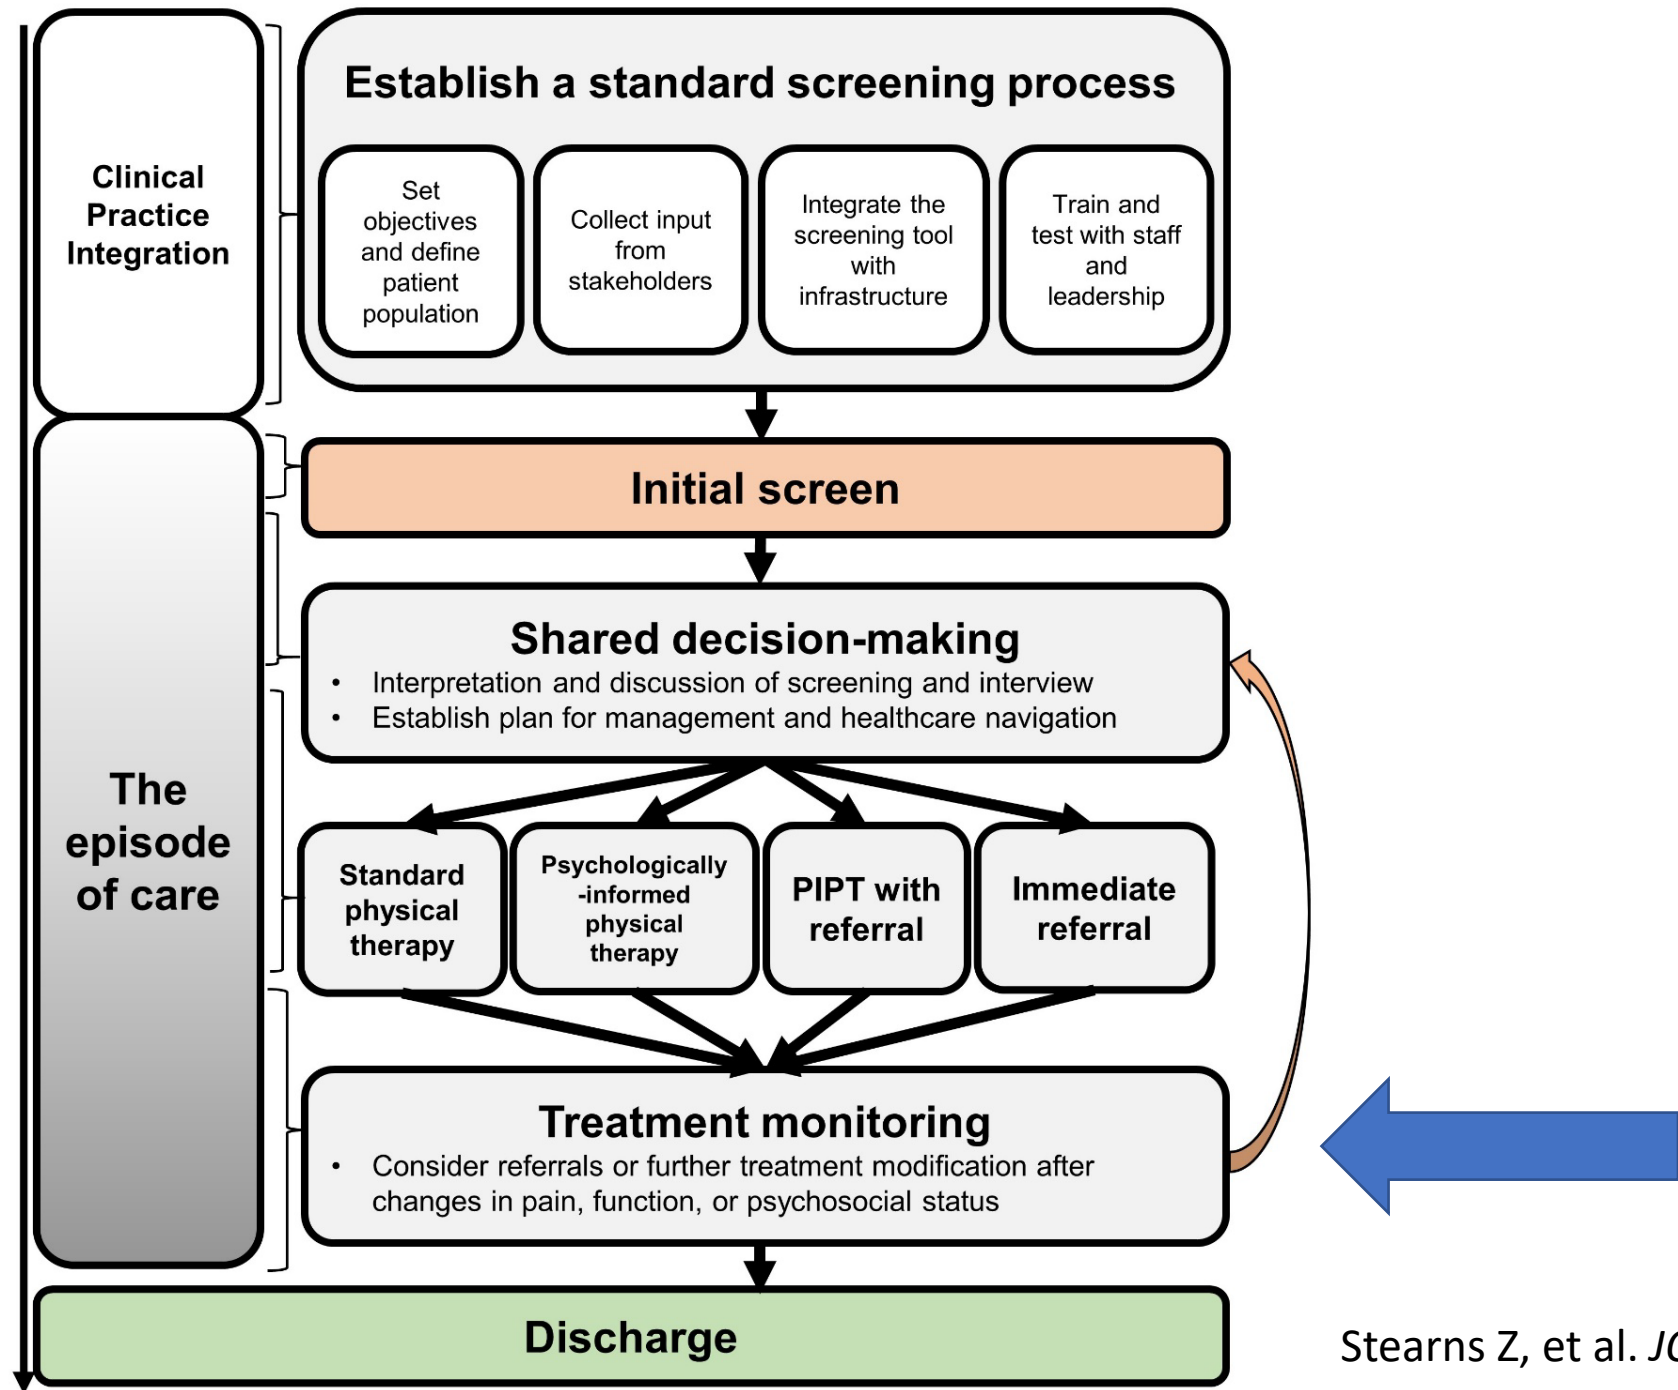 Clinical
Practice
Integration
Establish a standard screening process
Set
objectives
and define
patient
population
Collect input
from
stakeholders
Integrate the
screening tool
with
infrastructure
Train and
test with staff
and
leadership
The
episode
of care
Initial screen
Shared decision-making
• Interpretation and discussion of screening and interview
• Establish plan for management and healthcare navigation
Standard
physical
therapy
Psychologically
-informed
physical
therapy
PIPT with
referral
Immediate
referral
Treatment monitoring
• Consider referrals or further treatment modification after
changes in pain, function, or psychosocial status
Discharge
Stearns Z, et al.